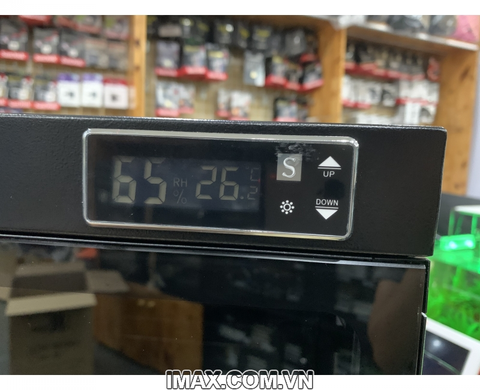 65 RH % 26.2 C
S
UP
DOWN
IMAX.COM.VN